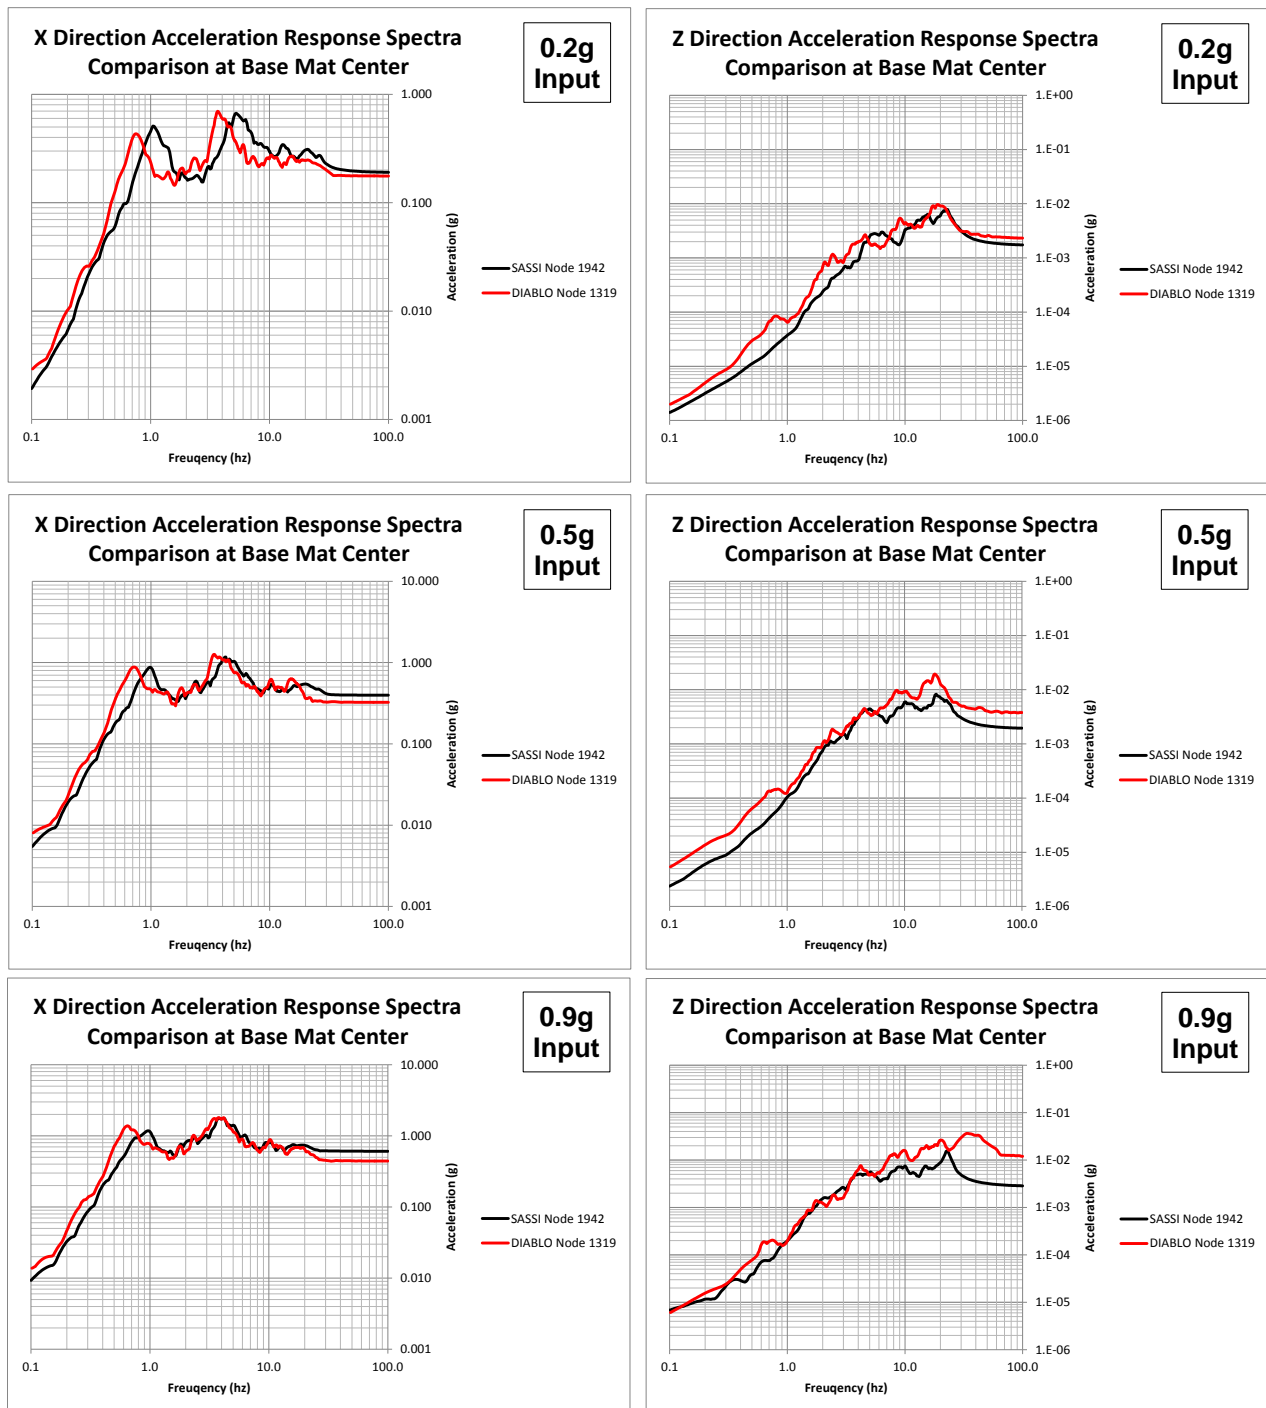 X Direction Acceleration Response Spectra
Comparison at Base Mat Center
0.2g
Input
1.000
0.100
0.010
0.001
0.1
1.0
10.0
100.0
Freuqency (hz)
Acceleration (g)
SASSI Node 1942
DIABLO Node 1319
Z Direction Acceleration Response Spectra
Comparison at Base Mat Center
0.2g
Input
1.E+00
1.E-01
1.E-02
1.E-03
1.E-04
1.E-05
1.E-06
0.1
1.0
10.0
100.0
Freuqency (hz)
Acceleration (g)
SASSI Node 1942
DIABLO Node 1319
X Direction Acceleration Response Spectra
Comparison at Base Mat Center
0.5g
Input
10.000
1.000
0.100
0.010
0.001
0.1
1.0
10.0
100.0
Freuqency (hz)
Acceleration (g)
SASSI Node 1942
DIABLO Node 1319
Z Direction Acceleration Response Spectra
Comparison at Base Mat Center
0.5g
Input
1.E+00
1.E-01
1.E-02
1.E-03
1.E-04
1.E-05
1.E-06
0.1
1.0
10.0
100.0
Freuqency (hz)
Acceleration (g)
SASSI Node 1942
DIABLO Node 1319
X Direction Acceleration Response Spectra
Comparison at Base Mat Center
0.9g
Input
10.000
1.000
0.100
0.010
0.001
0.1
1.0
10.0
100.0
Freuqency (hz)
Acceleration (g)
SASSI Node 1942
DIABLO Node 1319
Z Direction Acceleration Response Spectra
Comparison at Base Mat Center
0.9g
Input
1.E+00
1.E-01
1.E-02
1.E-03
1.E-04
1.E-05
1.E-06
0.1
1.0
10.0
100.0
Freuqency (hz)
Acceleration (g)
SASSI Node 1942
DIABLO Node 1319